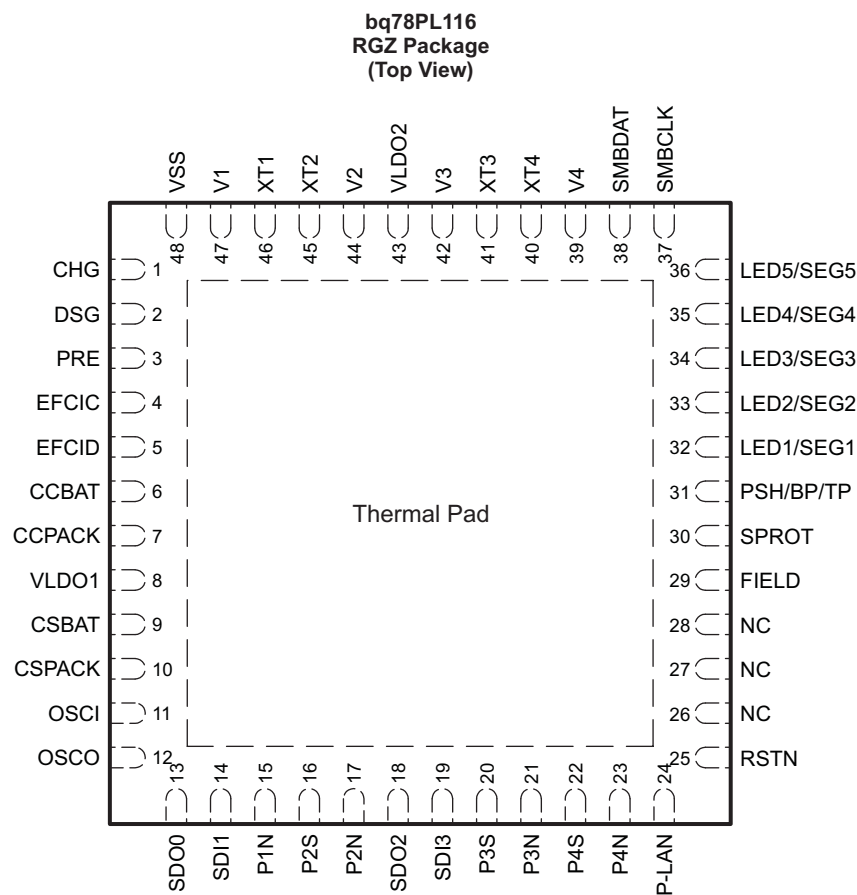 bq78PL116
RGZ Package
(Top View)
VSS
V1
XT1
XT2
V2
VLDO2
V3
XT3
XT4
V4
SMBDAT
SMBCLK
48
47
46
45
44
43
42
41
40
39
38
37
CHG 1
DSG 2
PRE 3
EFCIC 4
EFCID 5
CCBAT 6
CCPACK 7
VLDO1 8
CSBAT 9
CSPACK 10
OSCI 11
OSCO 12
Thermal Pad
36 LED5/SEG5
35 LED4/SEG4
34 LED3/SEG3
33 LED2/SEG2
32 LED1/SEG1
31 PSH/BP/TP
30 SPROT
29 FIELD
28 NC
27 NC
26 NC
25 RSTN
13
14
15
16
17
18
19
20
21
22
23
24
SDO0
SDI1
P1N
P2S
P2N
SDO2
SDI3
P3S
P3N
P4S
P4N
P-LAN